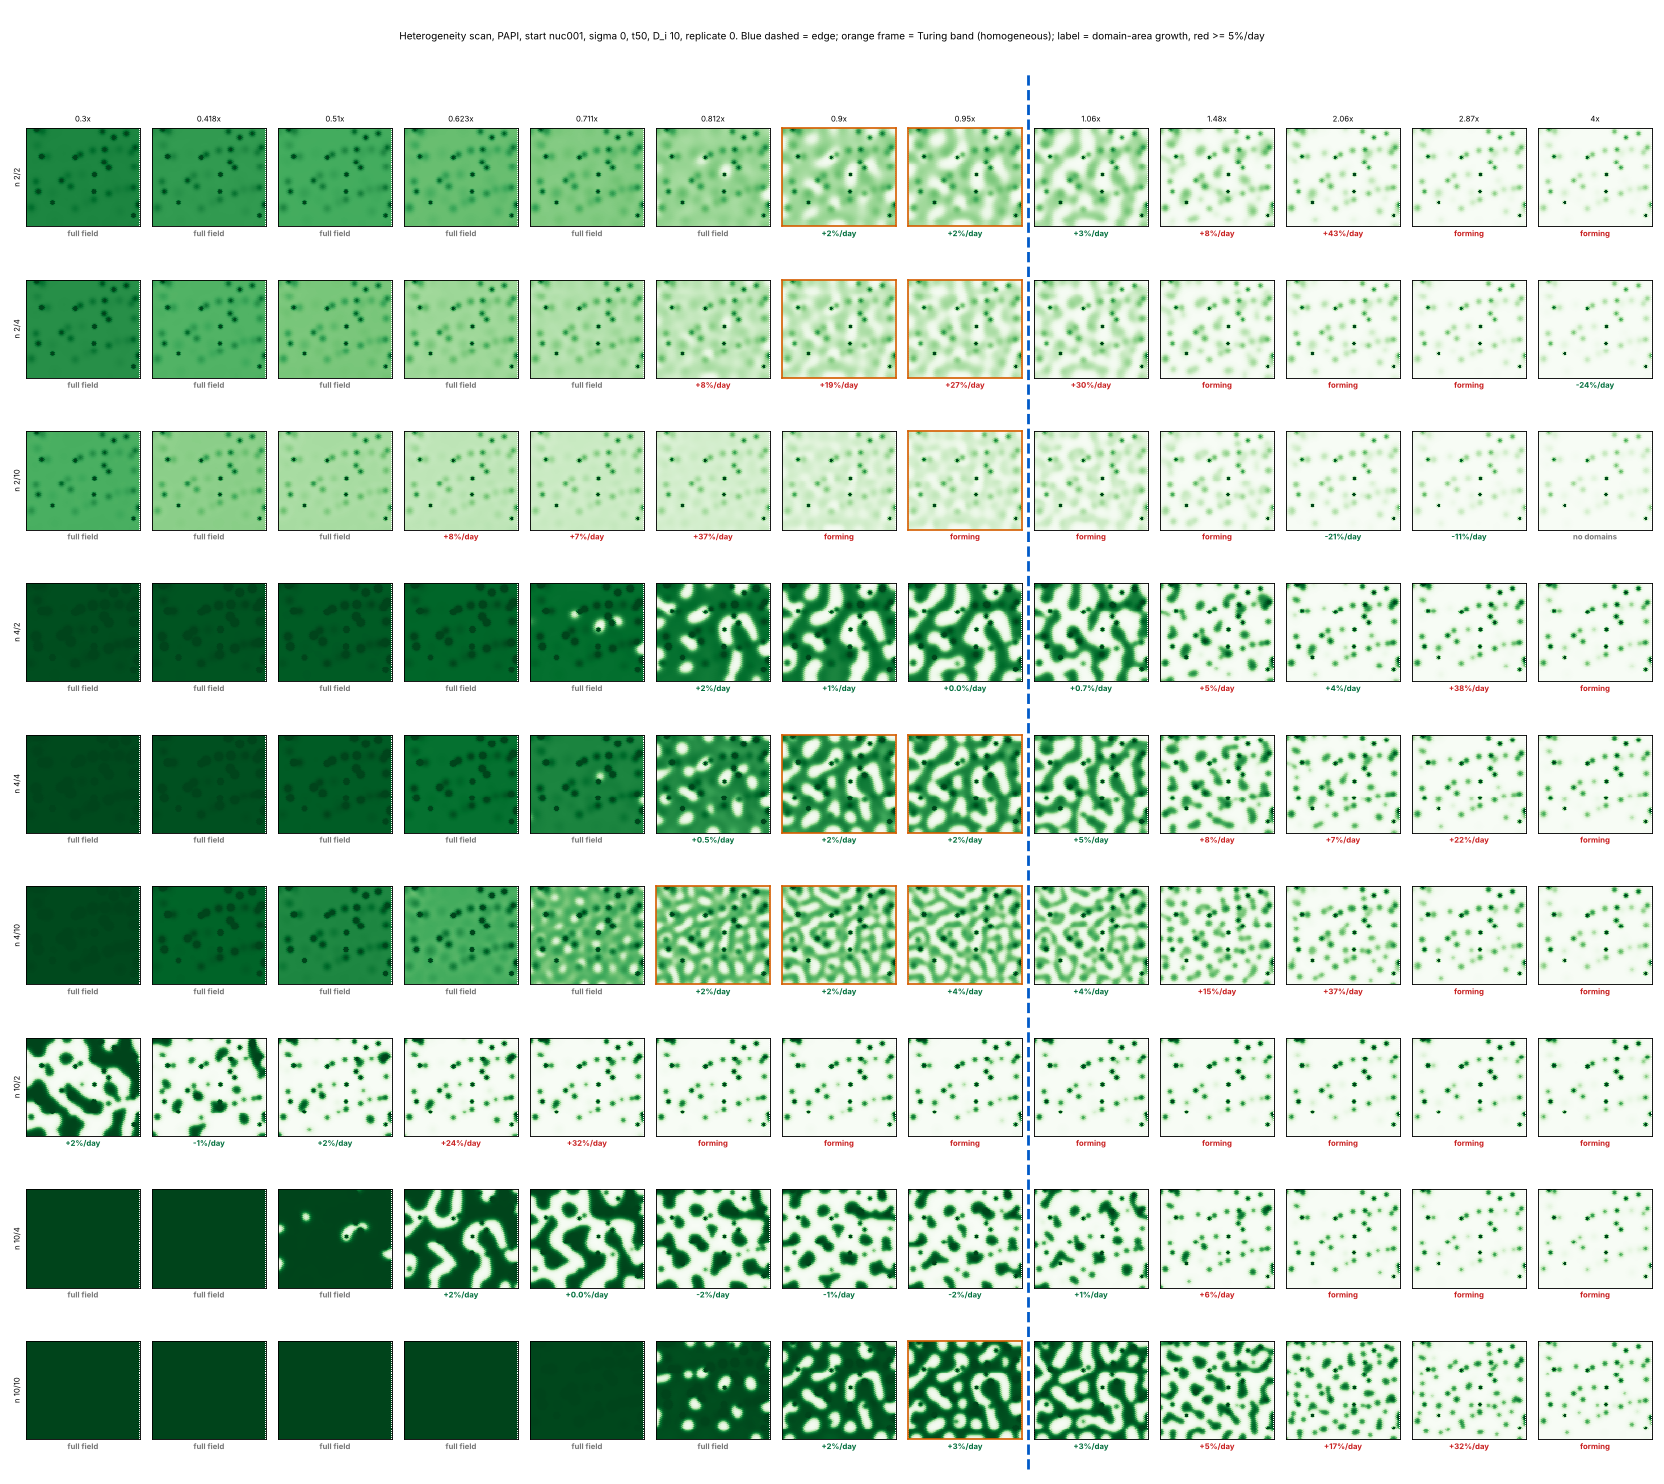 Heterogeneity scan, PAPI, start nuc001, sigma 0, t50, D_i 10, replicate 0. Blue dashed = edge; orange frame = Turing band (homogeneous); label = domain-area growth, red >= 5%/day
0.3x 0.418x 0.51x 0.623x 0.711x 0.812x 0.9x 0.95x 1.06x 1.48x 2.06x 2.87x 4x
n 2/2
full field full field full field full field full field full field +2%/day +2%/day +3%/day +8%/day +43%/day forming forming
n 2/4
full field full field full field full field full field +8%/day +19%/day +27%/day +30%/day forming forming forming -24%/day
n 2/10
full field full field full field +8%/day +7%/day +37%/day forming forming forming forming -21%/day -11%/day no domains
n 4/2
full field full field full field full field full field +2%/day +1%/day +0.0%/day +0.7%/day +5%/day +4%/day +38%/day forming
n 4/4
full field full field full field full field full field +0.5%/day +2%/day +2%/day +5%/day +8%/day +7%/day +22%/day forming
n 4/10
full field full field full field full field full field +2%/day +2%/day +4%/day +4%/day +15%/day +37%/day forming forming
n 10/2
+2%/day -1%/day +2%/day +24%/day +32%/day forming forming forming forming forming forming forming forming
n 10/4
full field full field full field +2%/day +0.0%/day -2%/day -1%/day -2%/day +1%/day +6%/day forming forming forming
n 10/10
full field full field full field full field full field full field +2%/day +3%/day +3%/day +5%/day +17%/day +32%/day forming